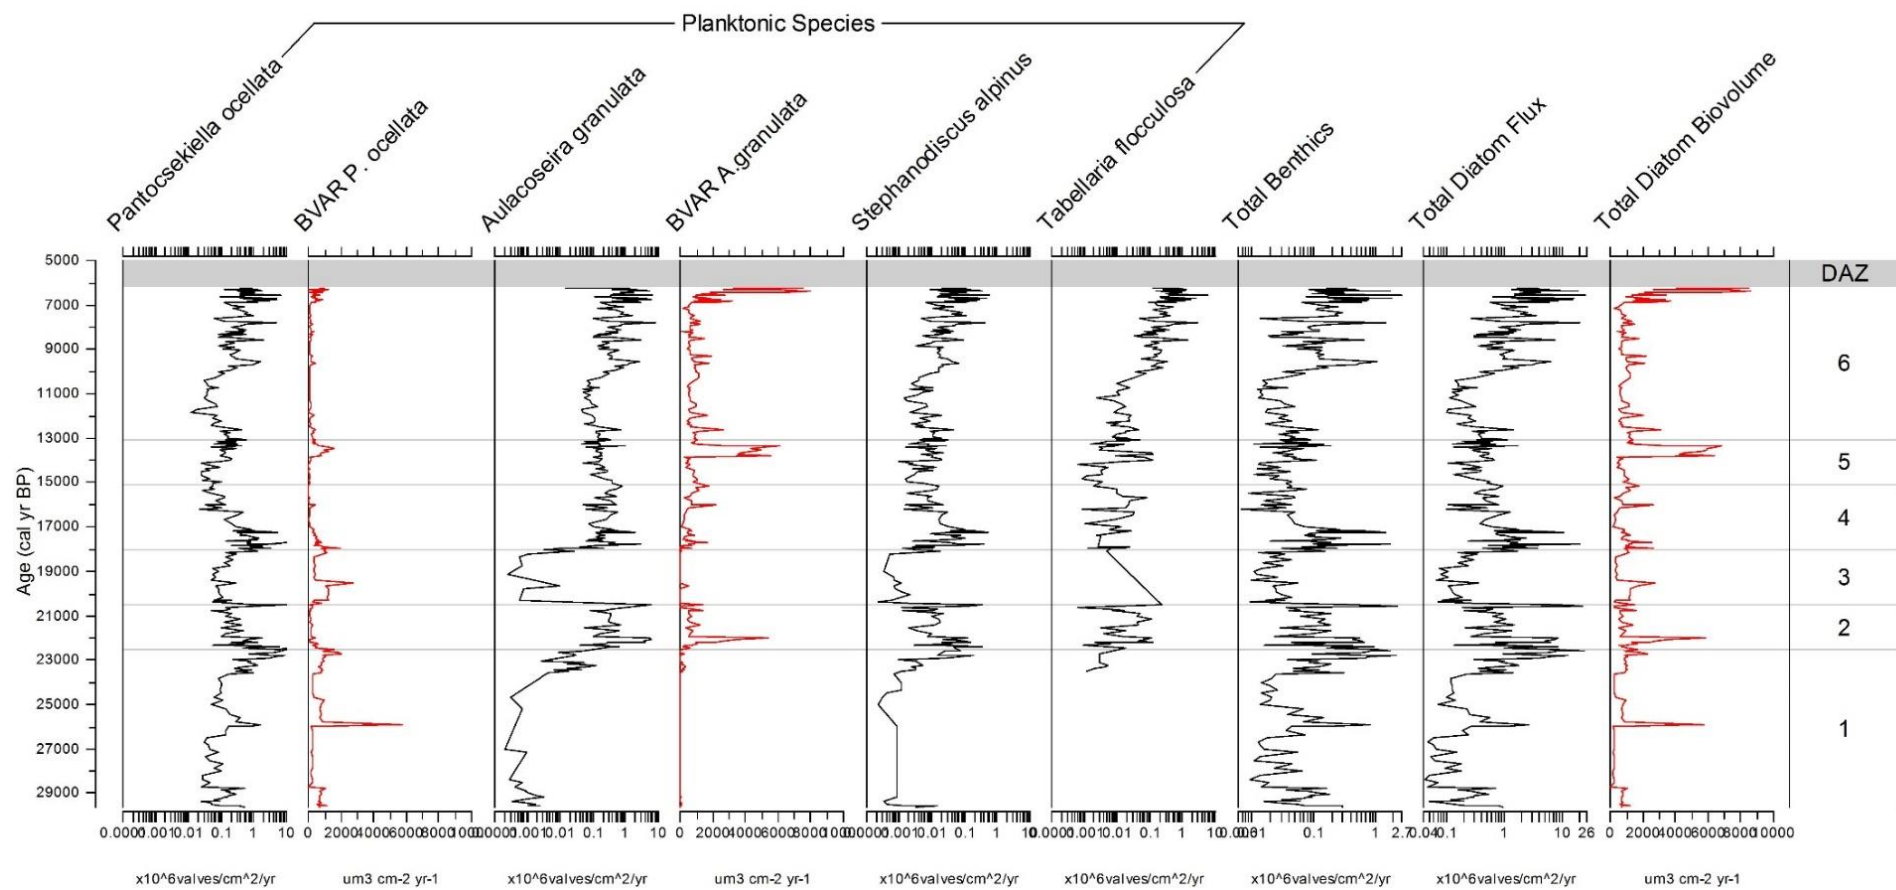 Planktonic Species
Pantocsekiella ocellata
BVAR P. ocellata
Aulacoseira granulata
BVAR A.granulata
Stephanodiscus alpinus
Tabellaria flocculosa
Total Benthics
Total Diatom Flux
Total Diatom Biovolume
DAZ
Age (cal yr BP)
5000
7000
9000
11000
13000
15000
17000
19000
21000
23000
25000
27000
29000
6
5
4
3
2
1
0.01 0.1 1 10
0 2000 4000 6000 8000
0.01 0.1 1 10
0 2000 4000 6000 8000
0.01 0.1 1 10
0.01 0.1 1 10
0.1 1 2.7
0.1 1 10 26
0 2000 4000 6000 8000 10000
x10^6valves/cm^2/yr
um3 cm-2 yr-1
x10^6valves/cm^2/yr
um3 cm-2 yr-1
x10^6valves/cm^2/yr
x10^6valves/cm^2/yr
x10^6valves/cm^2/yr
x10^6valves/cm^2/yr
um3 cm-2 yr-1